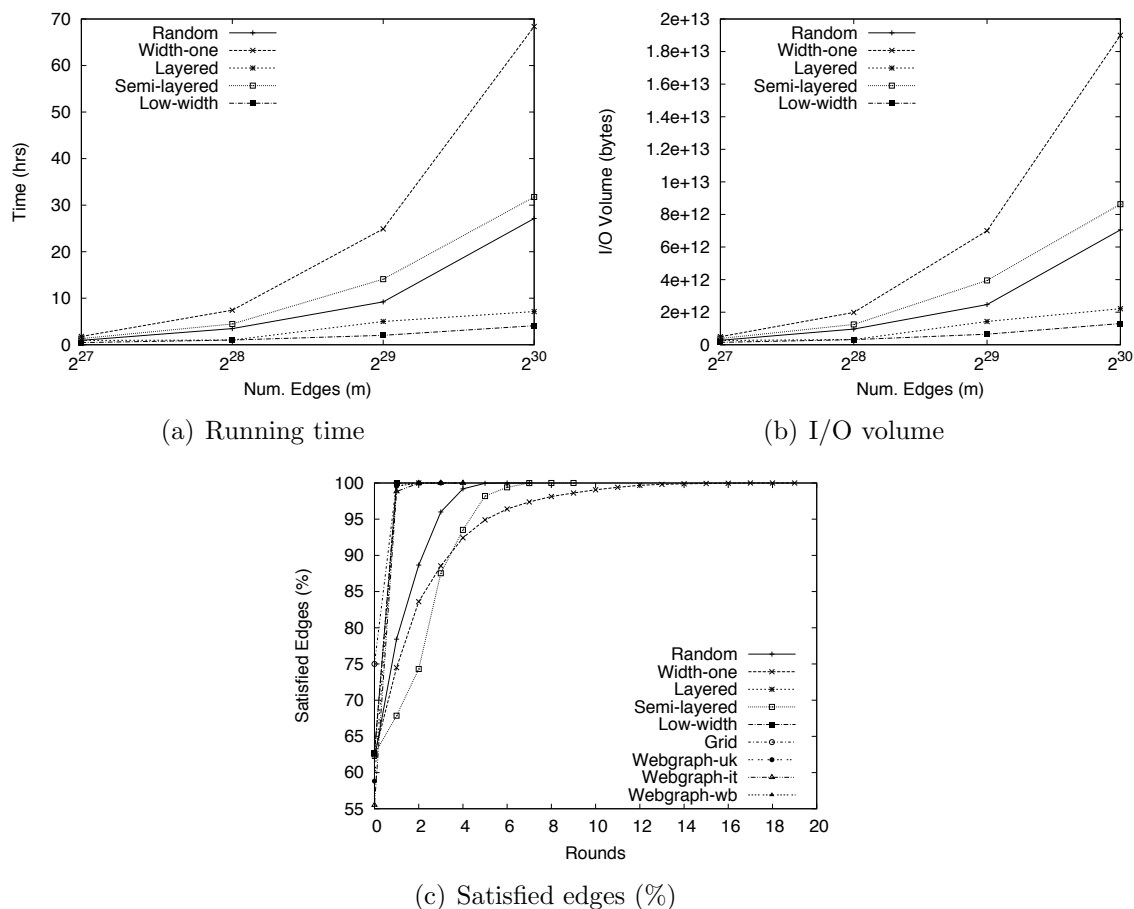 70
60
50
40
30
20
10
0
2^27
2^28
2^29
2^30
Time (hrs)
Num. Edges (m)
Random
Width-one
Layered
Semi-layered
Low-width
(a) Running time
2e+13
1.8e+13
1.6e+13
1.4e+13
1.2e+13
1e+13
8e+12
6e+12
4e+12
2e+12
0
2^27
2^28
2^29
2^30
I/O Volume (bytes)
Num. Edges (m)
Random
Width-one
Layered
Semi-layered
Low-width
(b) I/O volume
100
95
90
85
80
75
70
65
60
55
0
2
4
6
8
10
12
14
16
18
20
Satisfied Edges (%)
Rounds
Random
Width-one
Layered
Semi-layered
Low-width
Grid
Webgraph-uk
Webgraph-it
Webgraph-wb
(c) Satisfied edges (%)